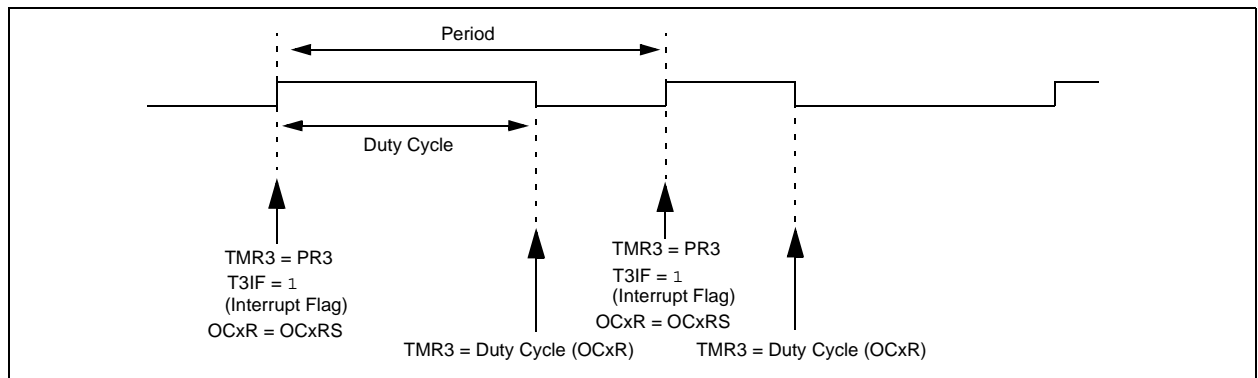 Period
Duty Cycle
TMR3 = PR3
T3IF = 1
(Interrupt Flag)
OCxR = OCxRS
TMR3 = Duty Cycle (OCxR)
TMR3 = PR3
T3IF = 1
(Interrupt Flag)
OCxR = OCxRS
TMR3 = Duty Cycle (OCxR)